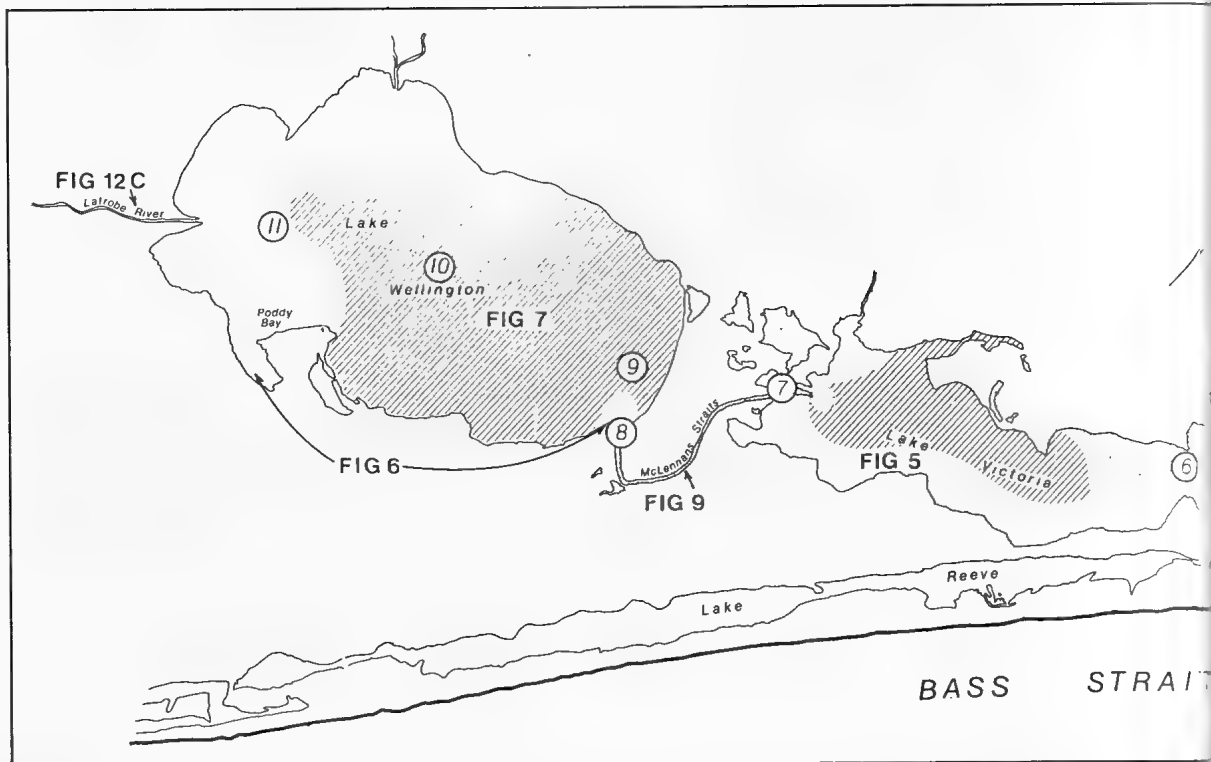 FIG 12C
Latrobe River
11
Lake
10
Wellington
FIG 7
Poddy
Bay
9
7
8
McLennans Straits
FIG 6
FIG 9
Lake
FIG 5
Victoria
6
Reeve
Lake
BASS STRAIT